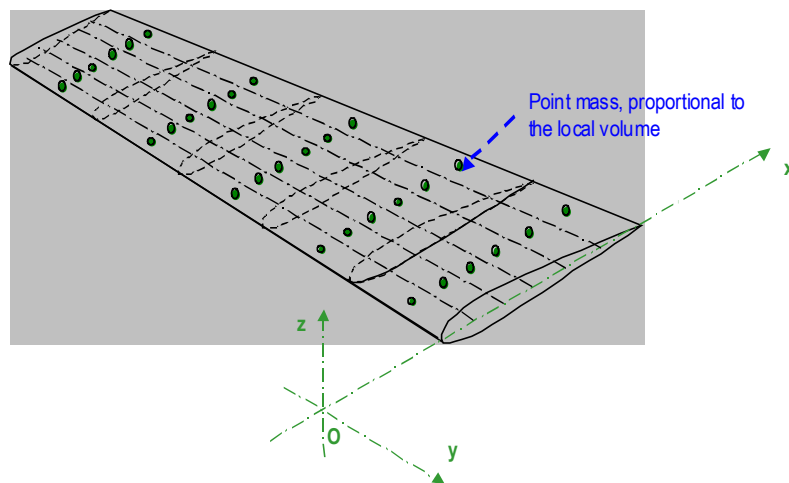 Point mass, proportional to
the local volume
x
z
O
y